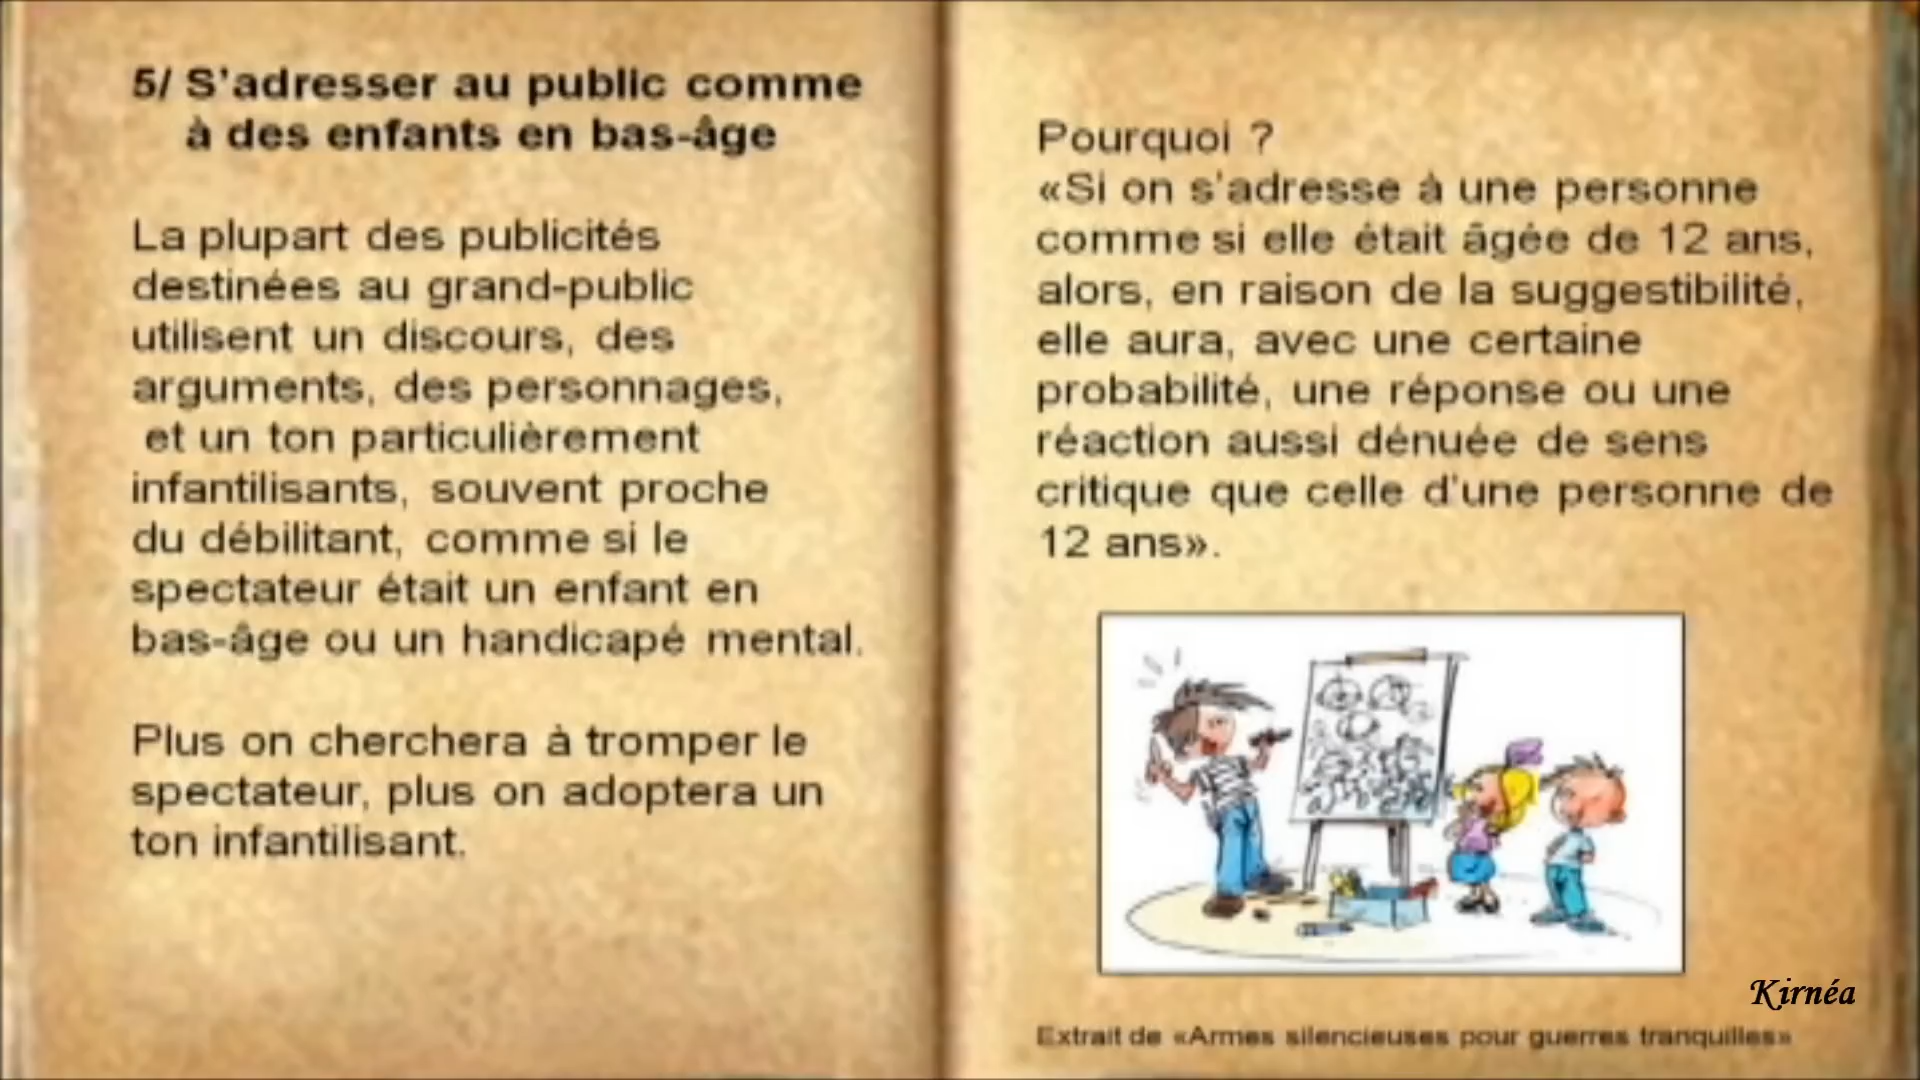 5/ S'adresser au public comme
à des enfants en bas-âge
La plupart des publicités
destinées au grand-public
utilisent un discours, des
arguments, des personnages,
et un ton particulièrement
infantilisants, souvent proche
du débilitant, comme si le
spectateur était un enfant en
bas-âge ou un handicapé mental.
Plus on cherchera à tromper le
spectateur, plus on adoptera un
ton infantilisant.
Pourquoi ?
«Si on s'adresse à une personne
comme si elle était âgée de 12 ans,
alors, en raison de la suggestibilité,
elle aura, avec une certaine
probabilité, une réponse ou une
réaction aussi dénuée de sens
critique que celle d'une personne de
12 ans».
Kirnéa
Extrait de «Armes silencieuses pour guerres tranquilles»